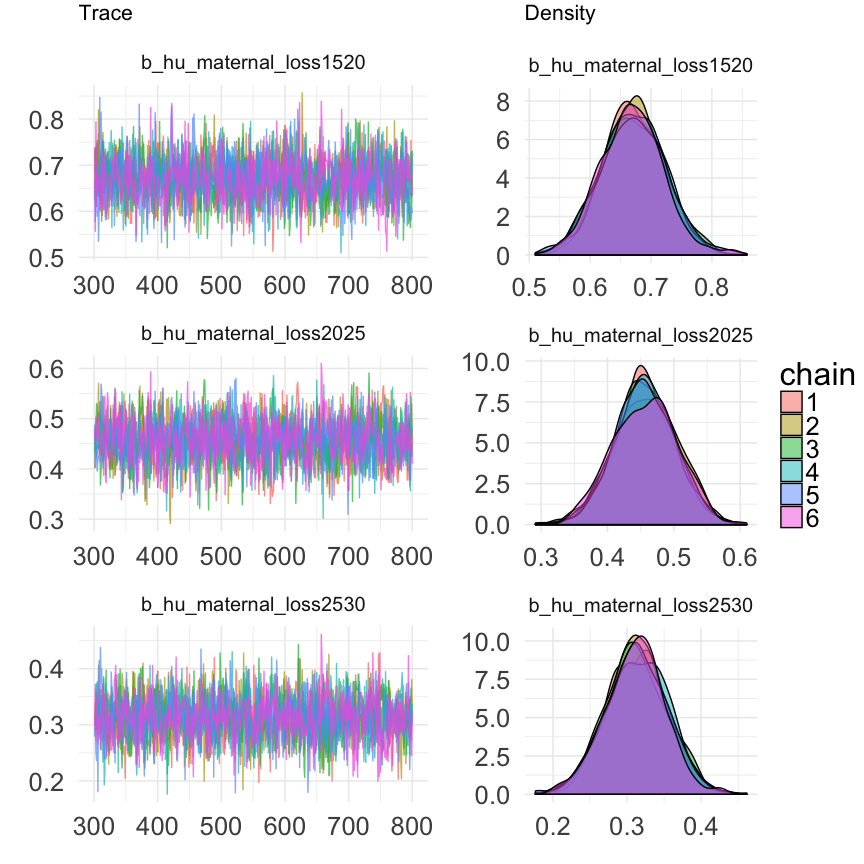 Trace
Density
b_hu_maternal_loss1520
b_hu_maternal_loss1520
0.8
0.7
0.6
0.5
300 400 500 600 700 800
8
6
4
2
0
0.5 0.6 0.7 0.8
b_hu_maternal_loss2025
b_hu_maternal_loss2025
0.6
0.5
0.4
0.3
300 400 500 600 700 800
10.0
7.5
5.0
2.5
0.0
0.3 0.4 0.5 0.6
chain
1
2
3
4
5
6
b_hu_maternal_loss2530
b_hu_maternal_loss2530
0.4
0.3
0.2
300 400 500 600 700 800
10.0
7.5
5.0
2.5
0.0
0.2 0.3 0.4